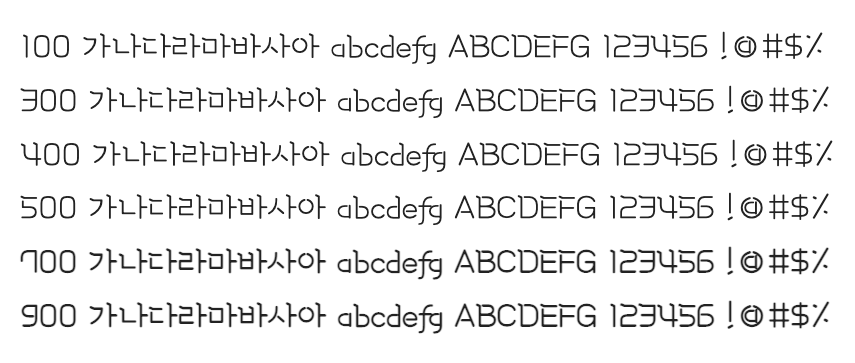 100 가나다라마바사아 abcdefg ABCDEFG 123456 !@#$%
300 가나다라마바사아 abcdefg ABCDEFG 123456 !@#$%
400 가나다라마바사아 abcdefg ABCDEFG 123456 !@#$%
500 가나다라마바사아 abcdefg ABCDEFG 123456 !@#$%
700 가나다라마바사아 abcdefg ABCDEFG 123456 !@#$%
900 가나다라마바사아 abcdefg ABCDEFG 123456 !@#$%